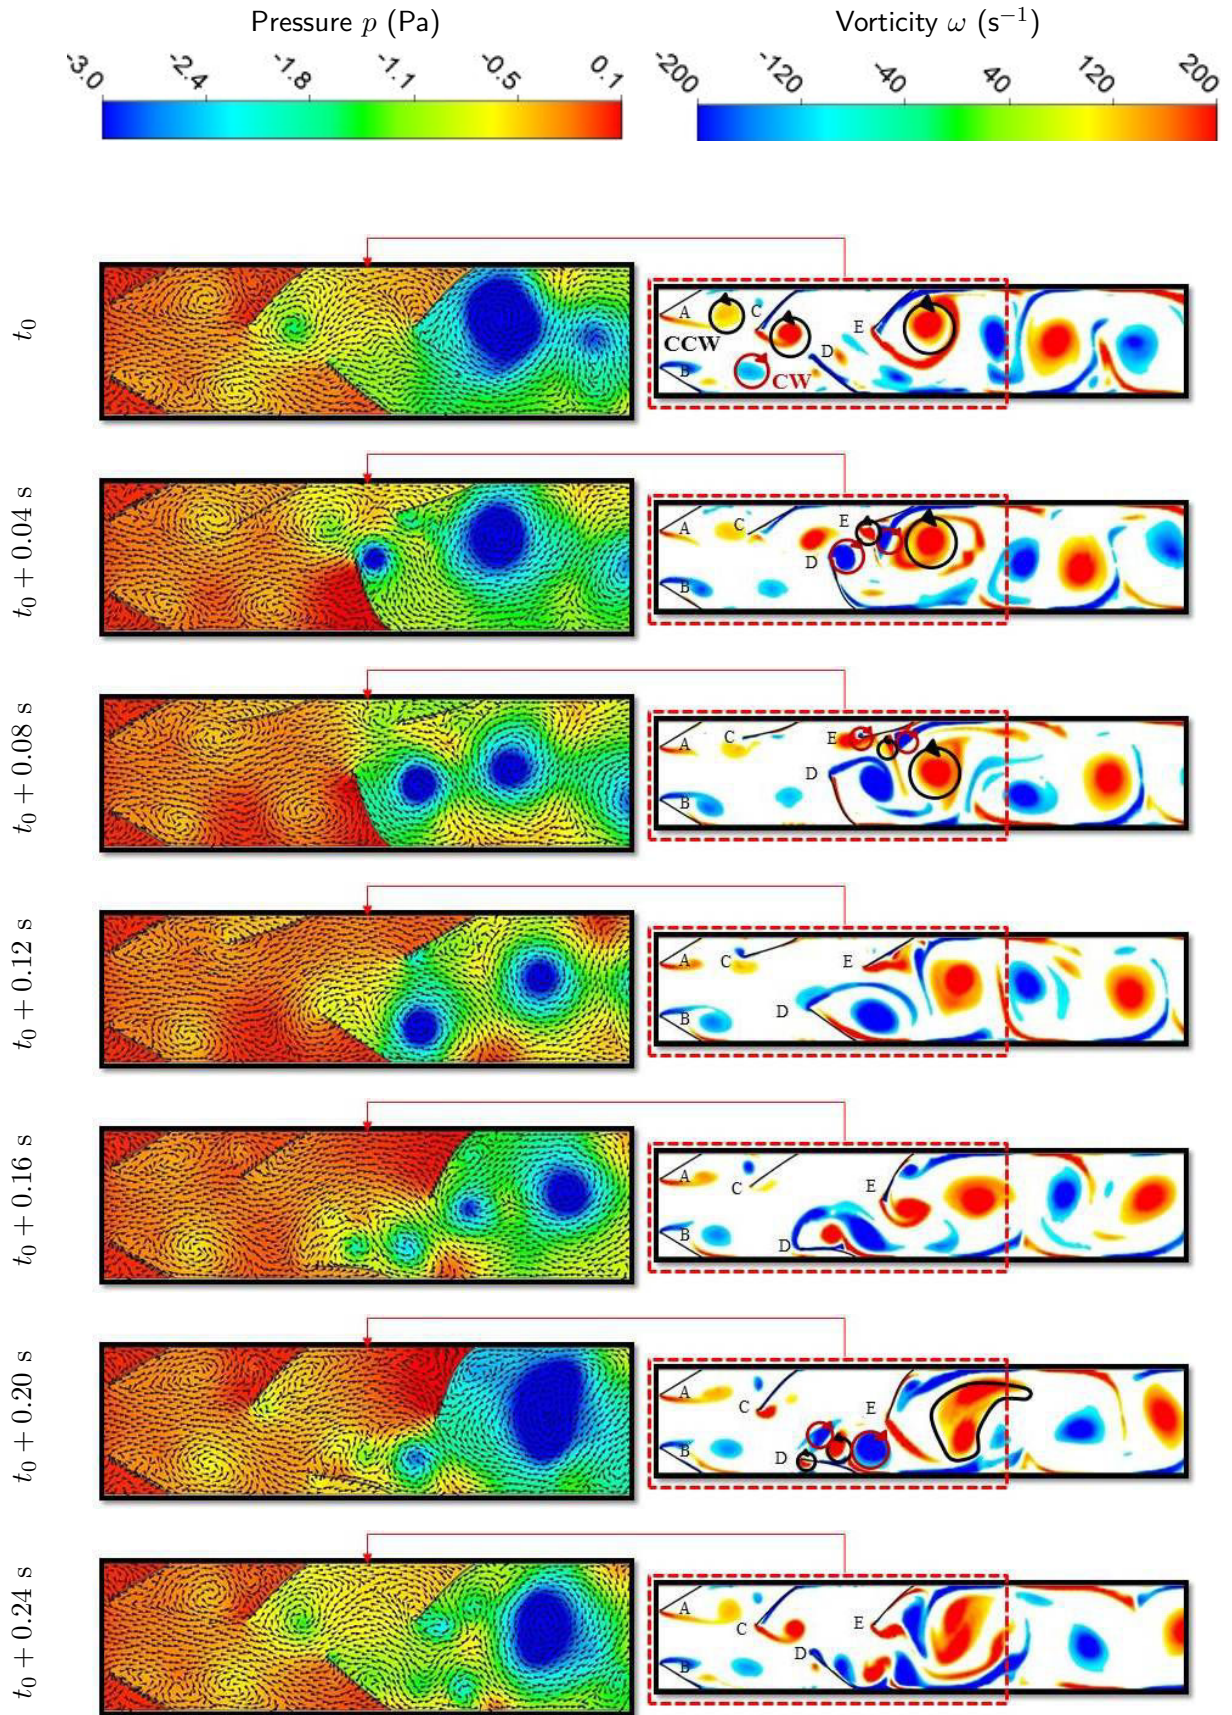 Pressure p (Pa)
Vorticity ω (s⁻¹)
-3.0 -2.4 -1.8 -1.1 -0.5 0.1
-200 -120 -40 40 120 200
t₀
A C E D B
CCW
CW
t₀ + 0.04 s
A C E D B
t₀ + 0.08 s
A C E D B
t₀ + 0.12 s
A C E D B
t₀ + 0.16 s
A C E D B
t₀ + 0.20 s
A C E D B
t₀ + 0.24 s
A C E D B